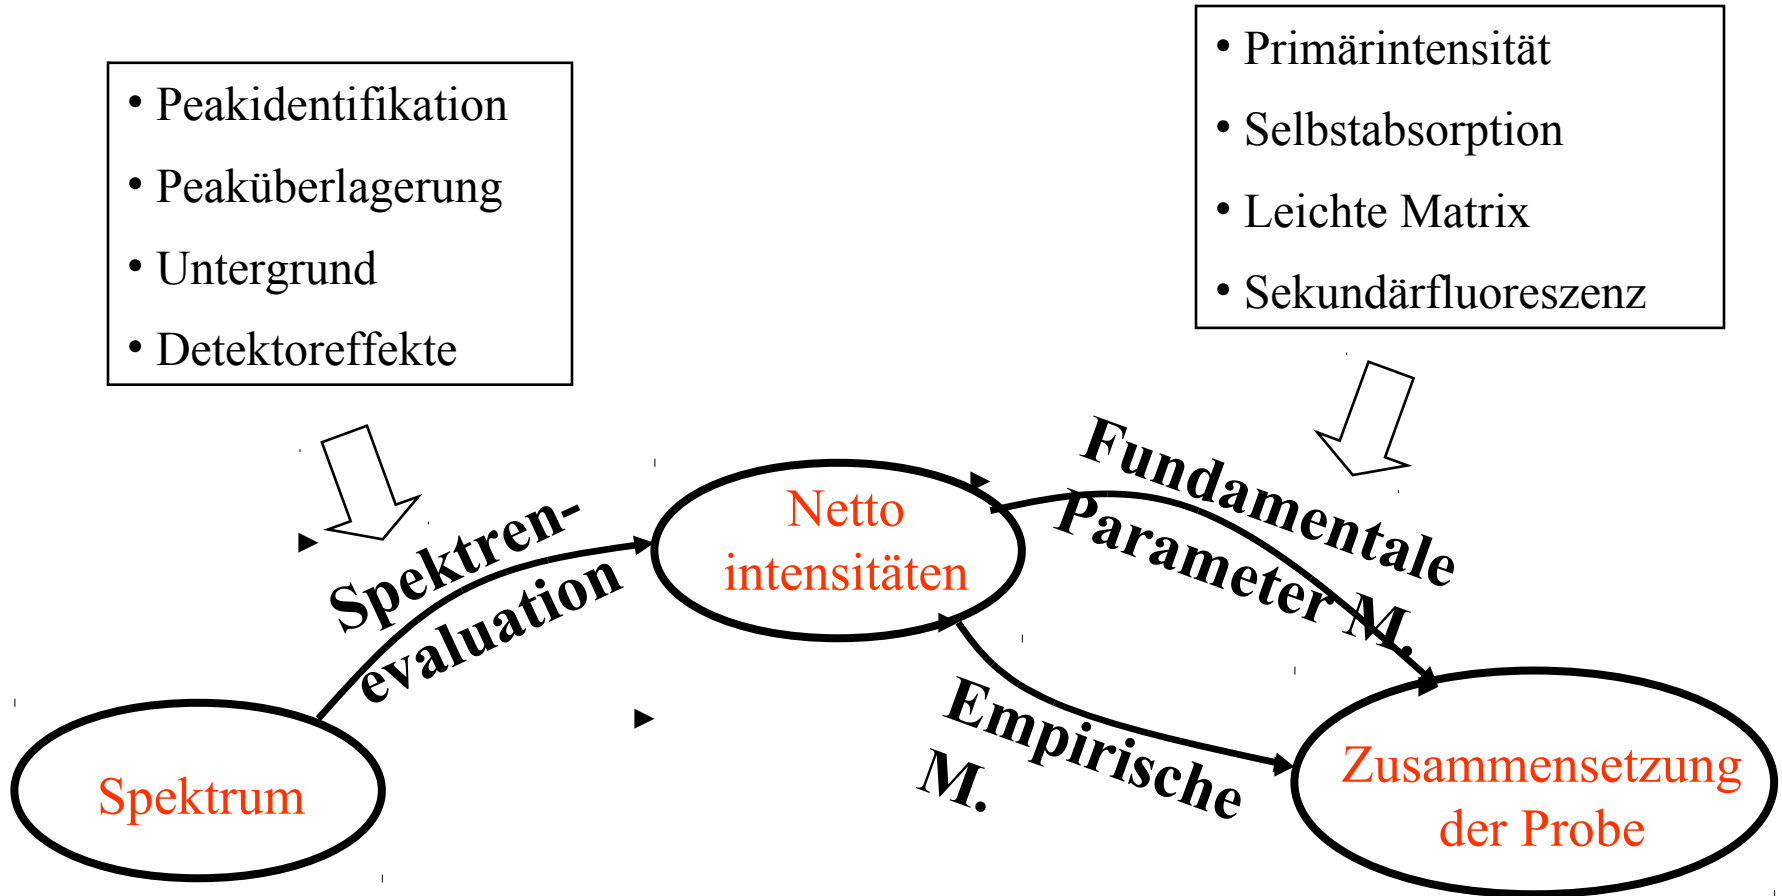 • Peakidentifikation
• Peaküberlagerung
• Untergrund
• Detektoreffekte
• Primärintensität
• Selbstabsorption
• Leichte Matrix
• Sekundärfluoreszenz
Spektrum
Spektren-
evaluation
Netto
intensitäten
Fundamentale
Parameter M.
Empirische
M.
Zusammensetzung
der Probe